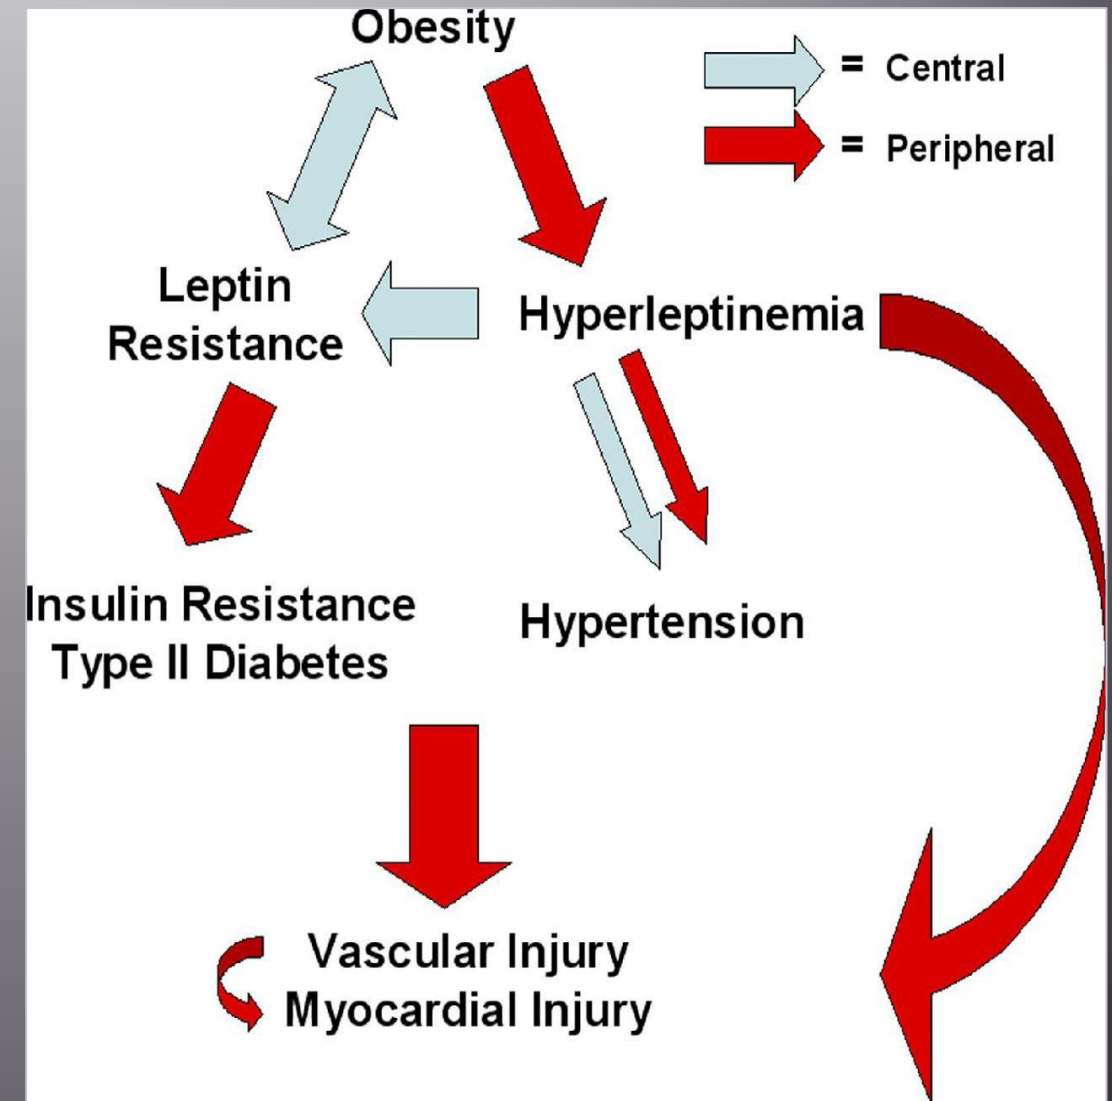 Obesity
= Central
= Peripheral
Leptin
Resistance
Hyperleptinemia
Insulin Resistance
Type II Diabetes
Hypertension
Vascular Injury
Myocardial Injury